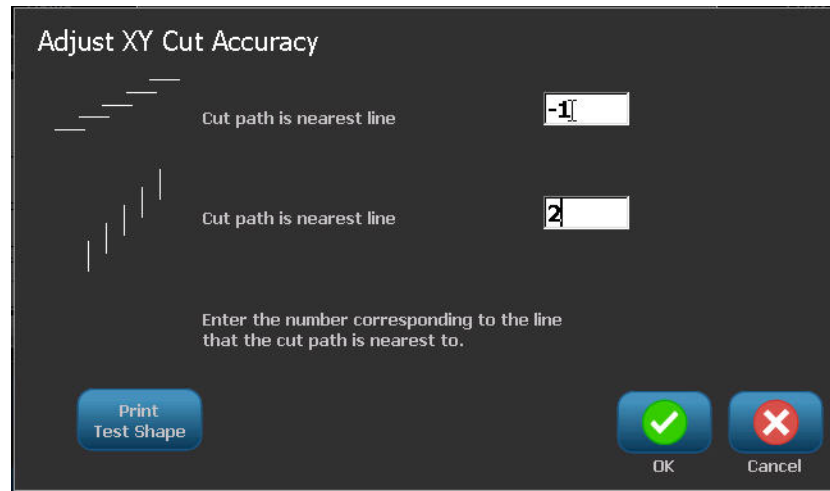 Adjust XY Cut Accuracy
Cut path is nearest line
-1
Cut path is nearest line
2
Enter the number corresponding to the line
that the cut path is nearest to.
Print
Test Shape
OK
Cancel